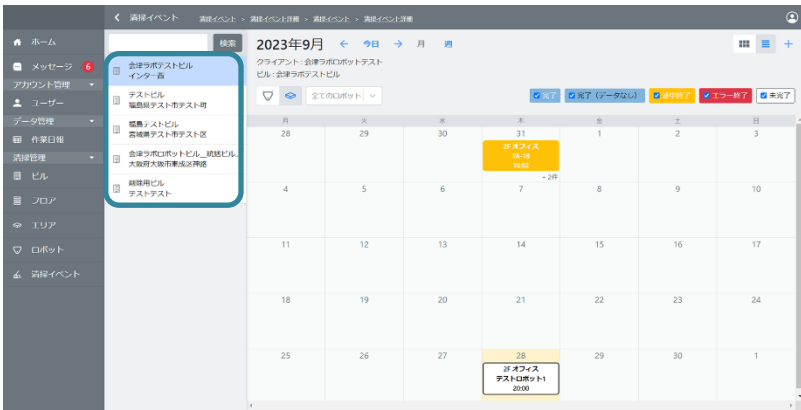 清掃イベント 清掃イベント > 清掃イベント詳細 > 清掃イベント > 清掃イベント詳細
ホーム
メッセージ 6
アカウント管理
ユーザー
データ管理
作業日報
清掃管理
ビル
フロア
エリア
ロボット
清掃イベント
検索
会津ラボテストビル
インター西
テストビル
福島県テスト市テスト町
福島テストビル
宮城県テスト市テスト区
会津ラボロボットビル__統括ビル
大阪府大阪市東成区神路
削除用ビル
テストテスト
2023年9月 ← 今日 → 月 週
クライアント : 会津ラボロボットテスト
ビル : 会津ラボテストビル
全てのロボット
完了 完了（データなし） 途中終了 エラー終了 未完了
月 火 水 木 金 土 日
28 29 30 31 1 2 3
2F オフィス
TA-1B
16:02
+ 2件
4 5 6 7 8 9 10
11 12 13 14 15 16 17
18 19 20 21 22 23 24
25 26 27 28 29 30 1
2F オフィス
テストロボット1
20:00